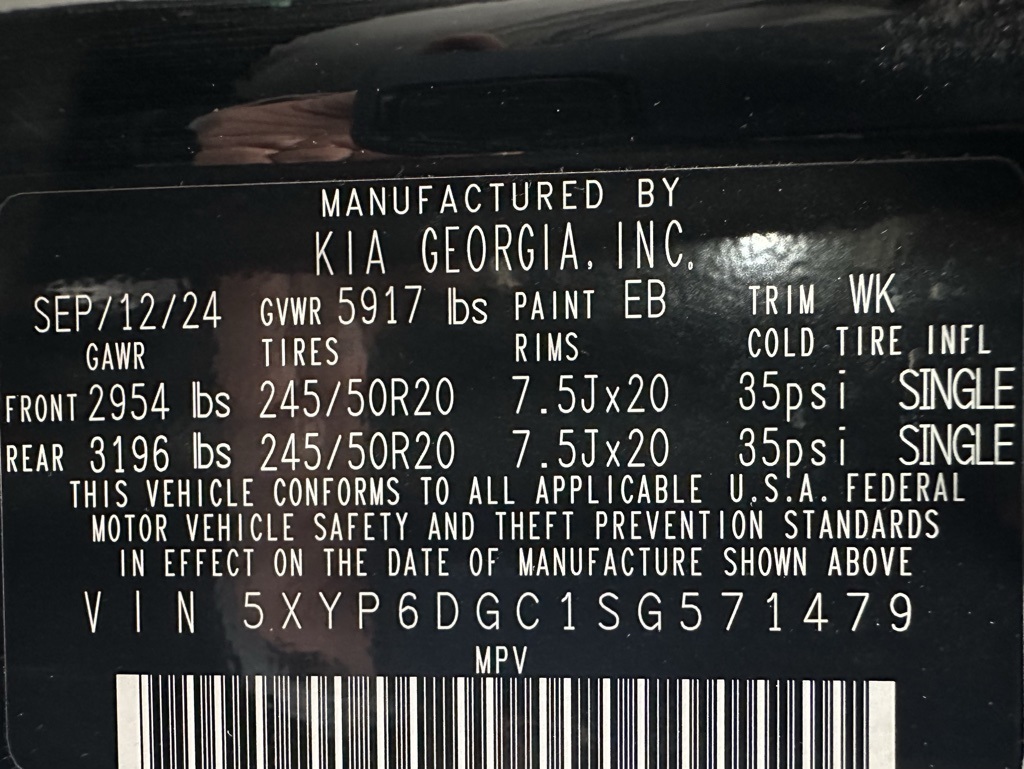 MANUFACTURED BY
KIA GEORGIA, INC.
SEP/12/24 GVWR 5917 lbs PAINT EB TRIM WK
GAWR TIRES RIMS COLD TIRE INFL
FRONT 2954 lbs 245/50R20 7.5Jx20 35psi SINGLE
REAR 3196 lbs 245/50R20 7.5Jx20 35psi SINGLE
THIS VEHICLE CONFORMS TO ALL APPLICABLE U.S.A. FEDERAL
MOTOR VEHICLE SAFETY AND THEFT PREVENTION STANDARDS
IN EFFECT ON THE DATE OF MANUFACTURE SHOWN ABOVE
VIN 5XYP6DGC1SG571479
MPV